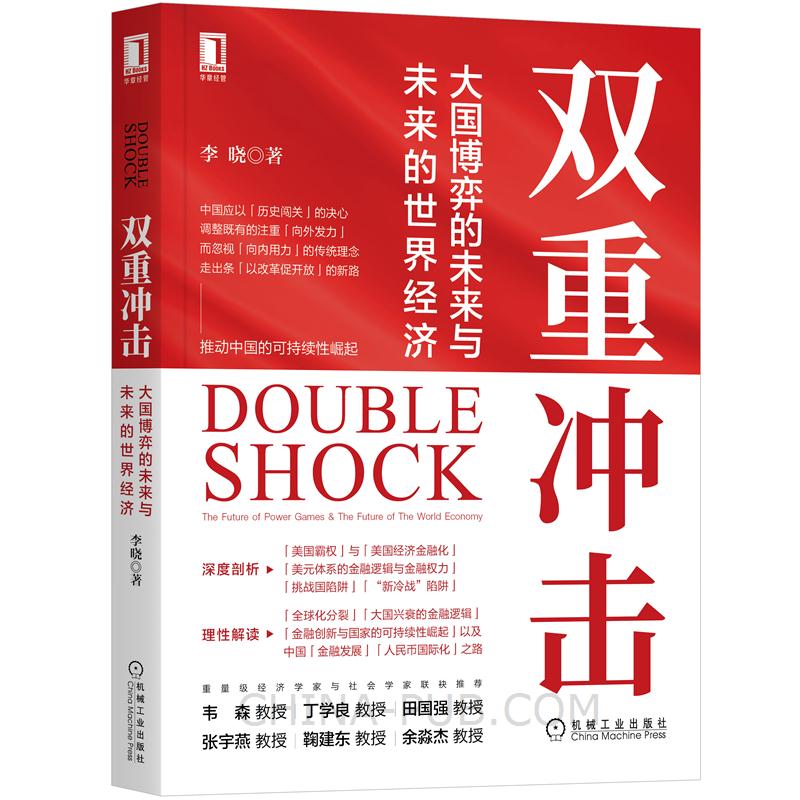 HZ BOOKS
华章经管
DOUBLE
SHOCK
双重冲击
大国博弈的未来与
未来的世界经济
李晓◎著
机械工业出版社
China Machine Press
HZ BOOKS
华章经管
双重冲击
大国博弈的未来与
未来的世界经济
李 晓◎著
中国应以「历史闯关」的决心
调整既有的注重「向外发力」
而忽视「向内用力」的传统理念
走出条「以改革促开放」的新路
推动中国的可持续性崛起
DOUBLE
SHOCK
The Future of Power Games & The Future of The World Economy
深度剖析▶
「美国霸权」与「美国经济金融化」
「美元体系的金融逻辑与金融权力」
「挑战国陷阱」「“新冷战”陷阱」
理性解读▶
「全球化分裂」「大国兴衰的金融逻辑」
「金融创新与国家的可持续性崛起」以及
中国「金融发展」「人民币国际化」之路
重量级经济学家与社会学家联袂推荐
韦 森 教授 丁学良 教授 田国强 教授
张宇燕 教授 鞠建东 教授 余淼杰 教授
CHINA-PUB.COM
机械工业出版社
China Machine Press